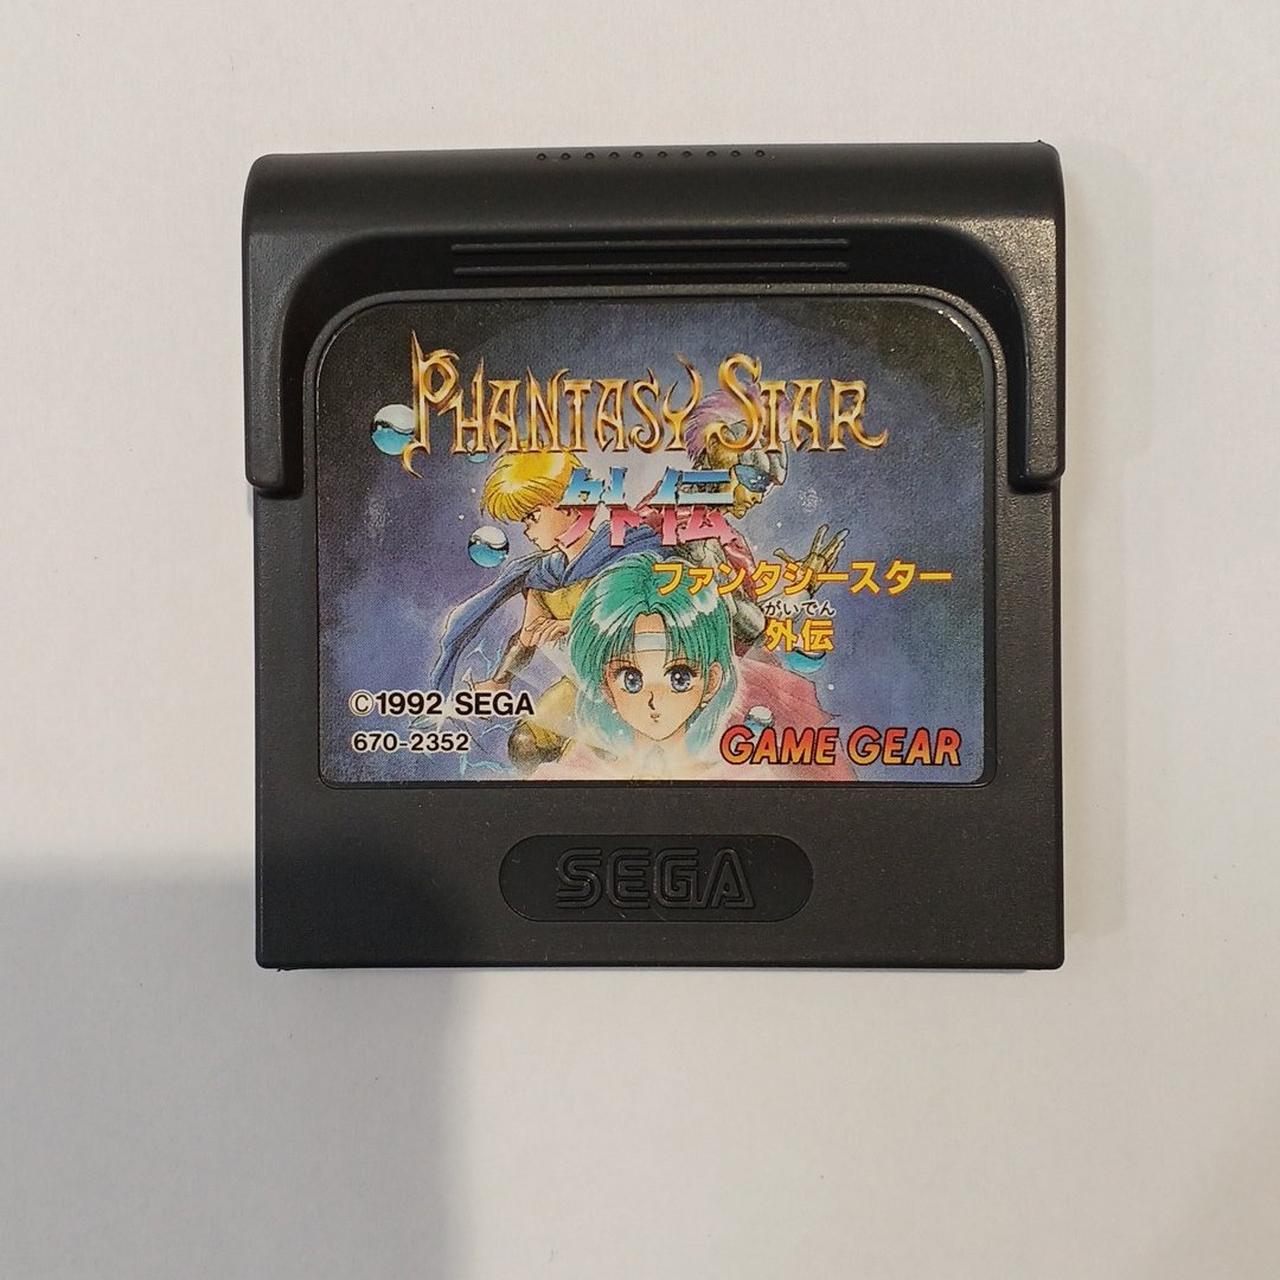 PHANTASY STAR
外伝
ファンタシースター
がいでん
外伝
©1992 SEGA
670-2352
GAME GEAR
SEGA